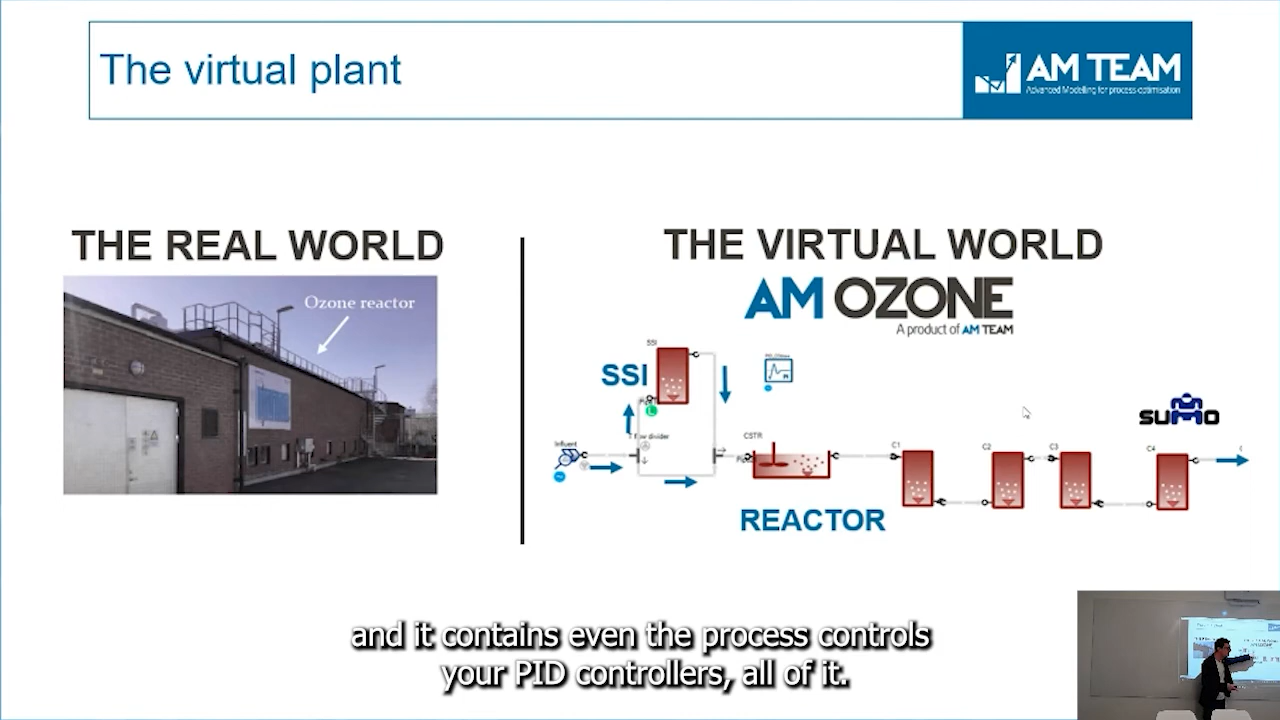 The virtual plant
AM TEAM
Advanced Modelling for process optimisation
THE REAL WORLD
Ozone reactor
THE VIRTUAL WORLD
AM OZONE
A product of AM TEAM
SSI
SSI
Influent
Flow divider
CSTR
REACTOR
C1
C2
C3
C4
SUMO
and it contains even the process controls
your PID controllers, all of it.